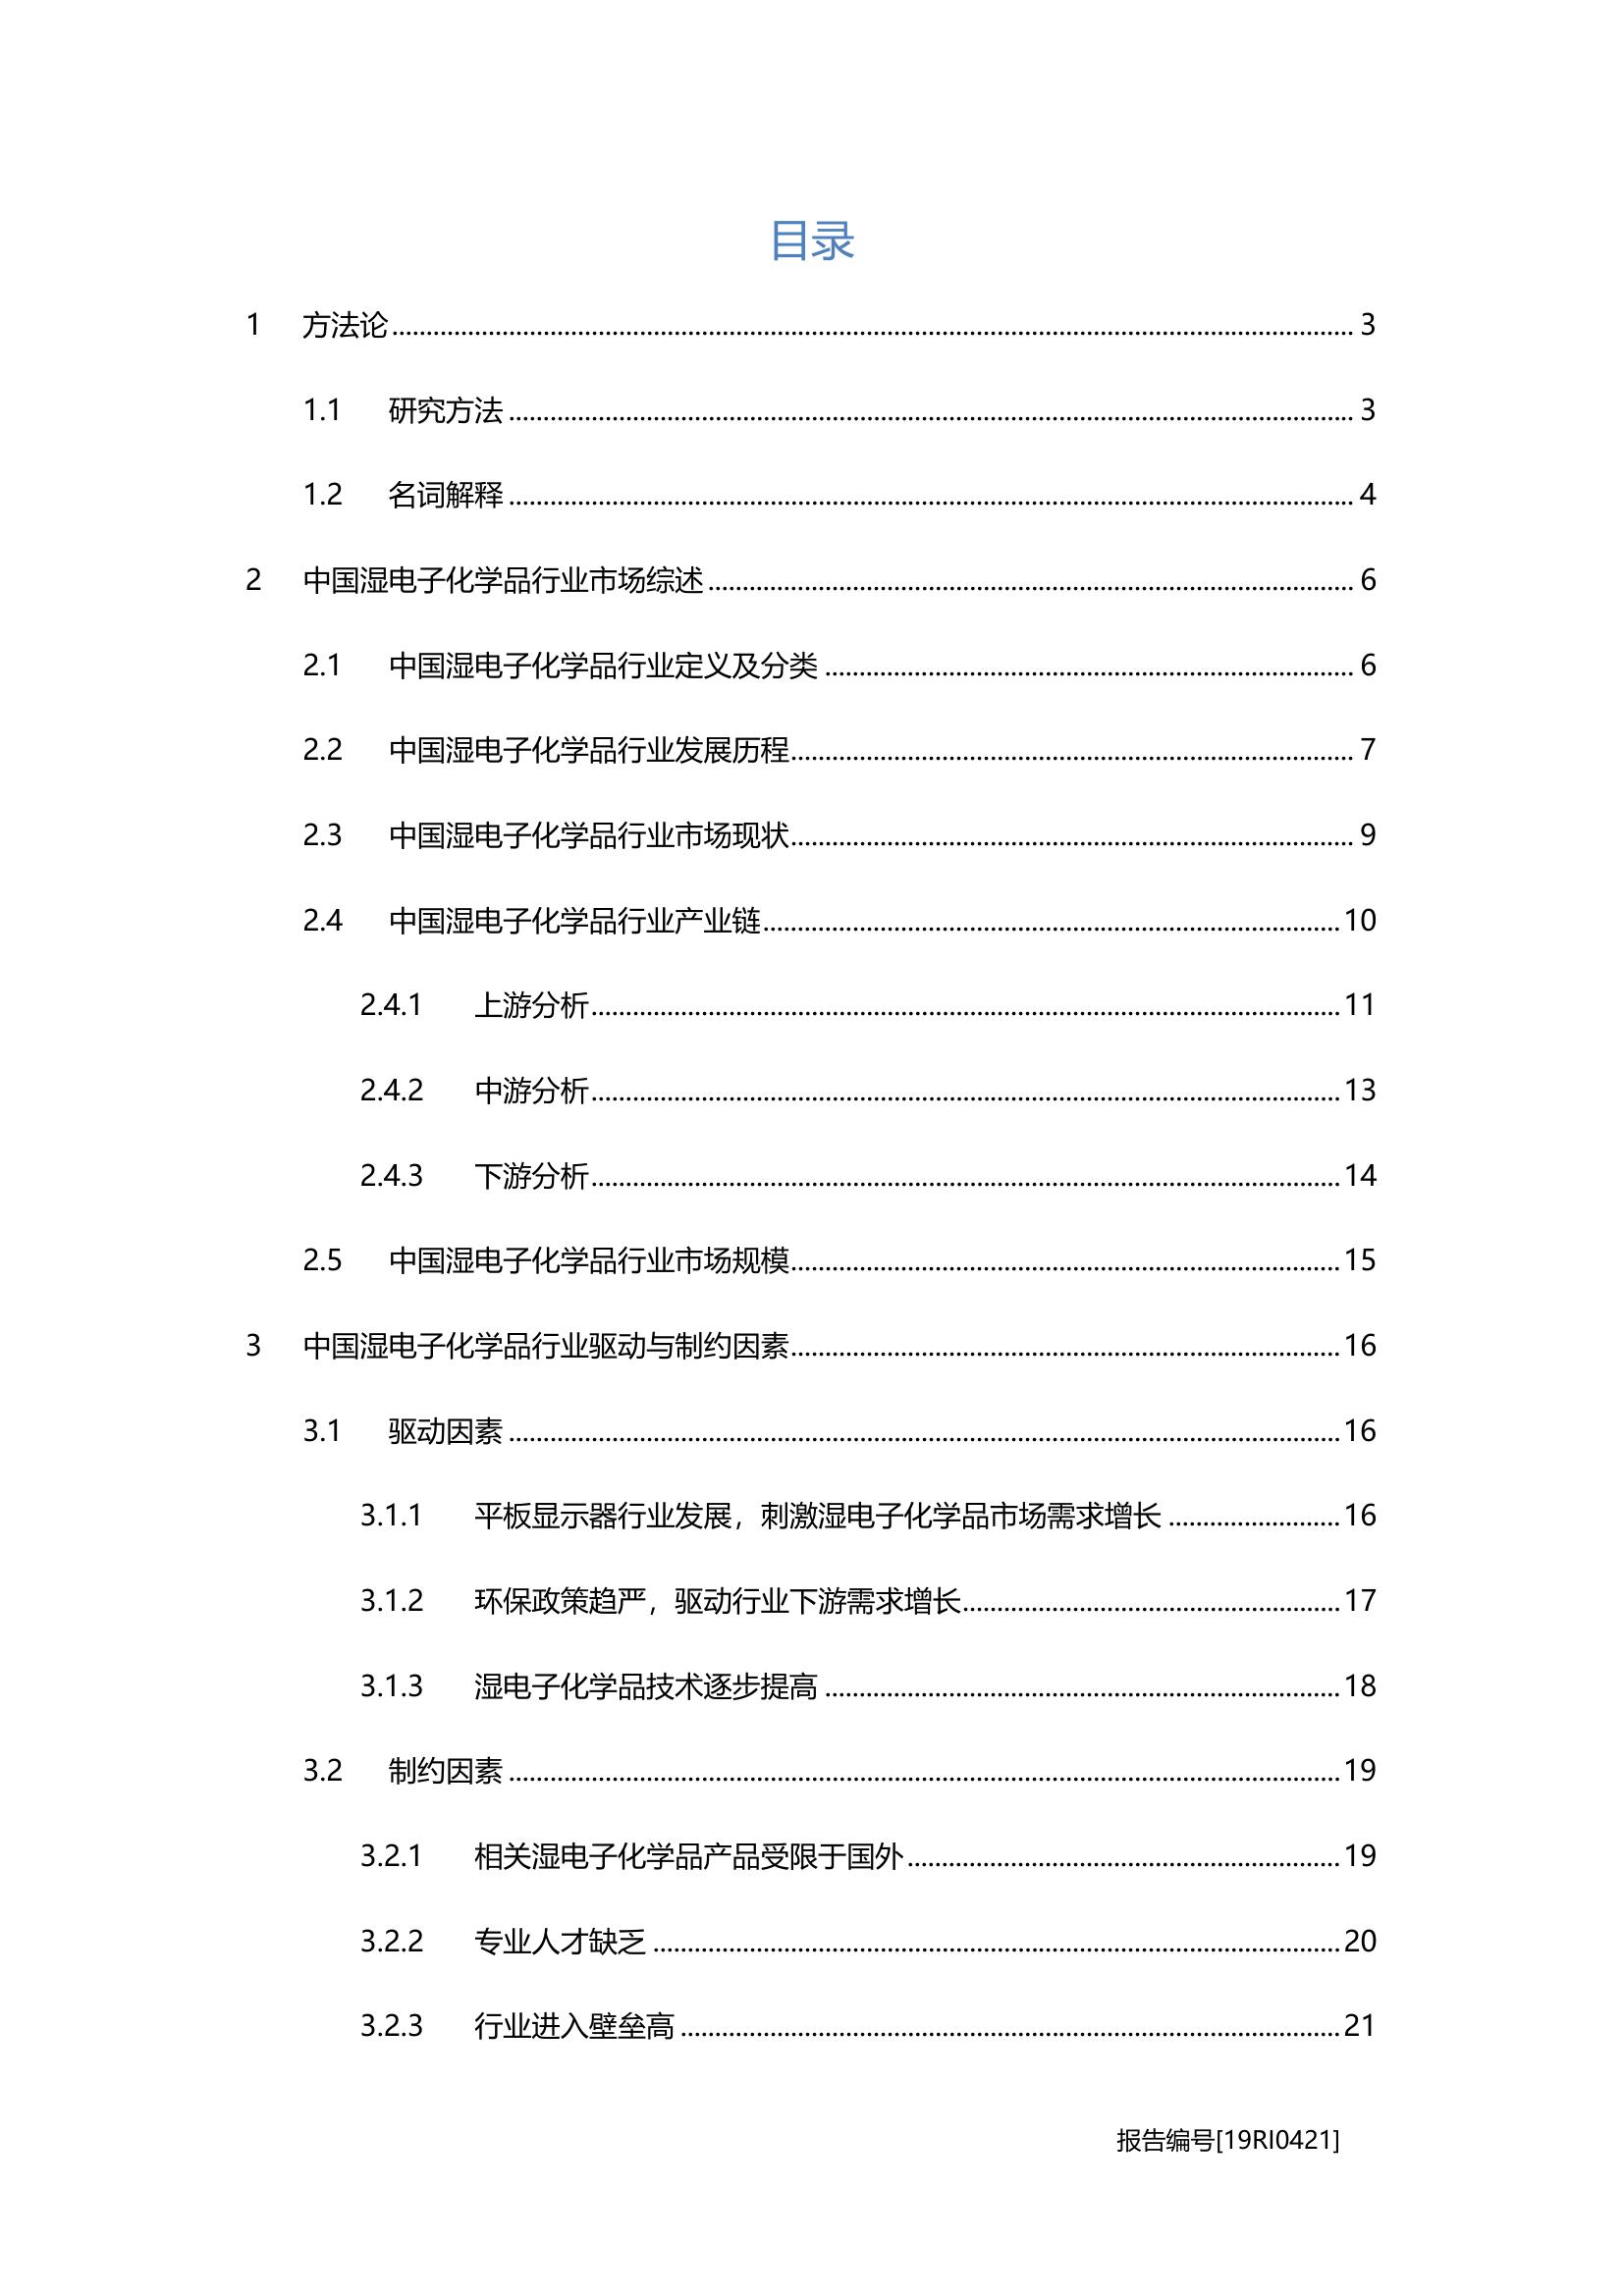 目录
1 方法论 3
1.1 研究方法 3
1.2 名词解释 4
2 中国湿电子化学品行业市场综述 6
2.1 中国湿电子化学品行业定义及分类 6
2.2 中国湿电子化学品行业发展历程 7
2.3 中国湿电子化学品行业市场现状 9
2.4 中国湿电子化学品行业产业链 10
2.4.1 上游分析 11
2.4.2 中游分析 13
2.4.3 下游分析 14
2.5 中国湿电子化学品行业市场规模 15
3 中国湿电子化学品行业驱动与制约因素 16
3.1 驱动因素 16
3.1.1 平板显示器行业发展，刺激湿电子化学品市场需求增长 16
3.1.2 环保政策趋严，驱动行业下游需求增长 17
3.1.3 湿电子化学品技术逐步提高 18
3.2 制约因素 19
3.2.1 相关湿电子化学品产品受限于国外 19
3.2.2 专业人才缺乏 20
3.2.3 行业进入壁垒高 21
报告编号[19RI0421]